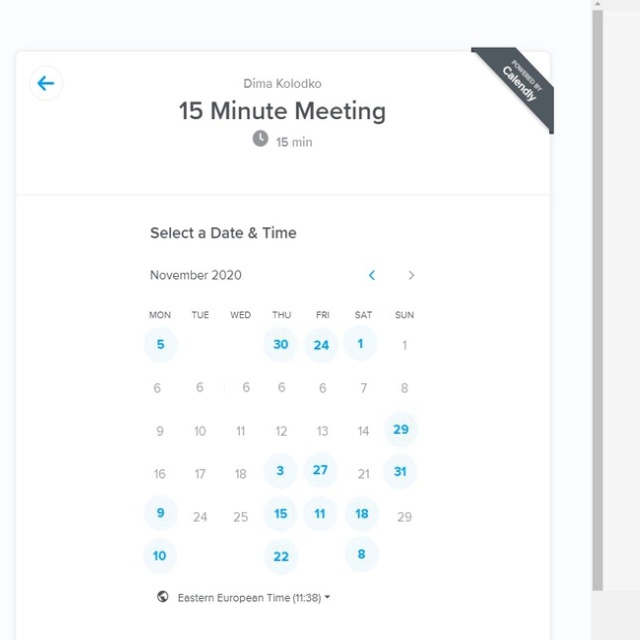 POWERED BY
Calendly
Dima Kolodko
15 Minute Meeting
15 min
Select a Date & Time
November 2020
MON TUE WED THU FRI SAT SUN
5 30 24 1 1
6 6 6 6 6 7 8
9 10 11 12 13 14 29
16 17 18 3 27 21 31
9 24 25 15 11 18 29
10 22 8
Eastern European Time (11:38)